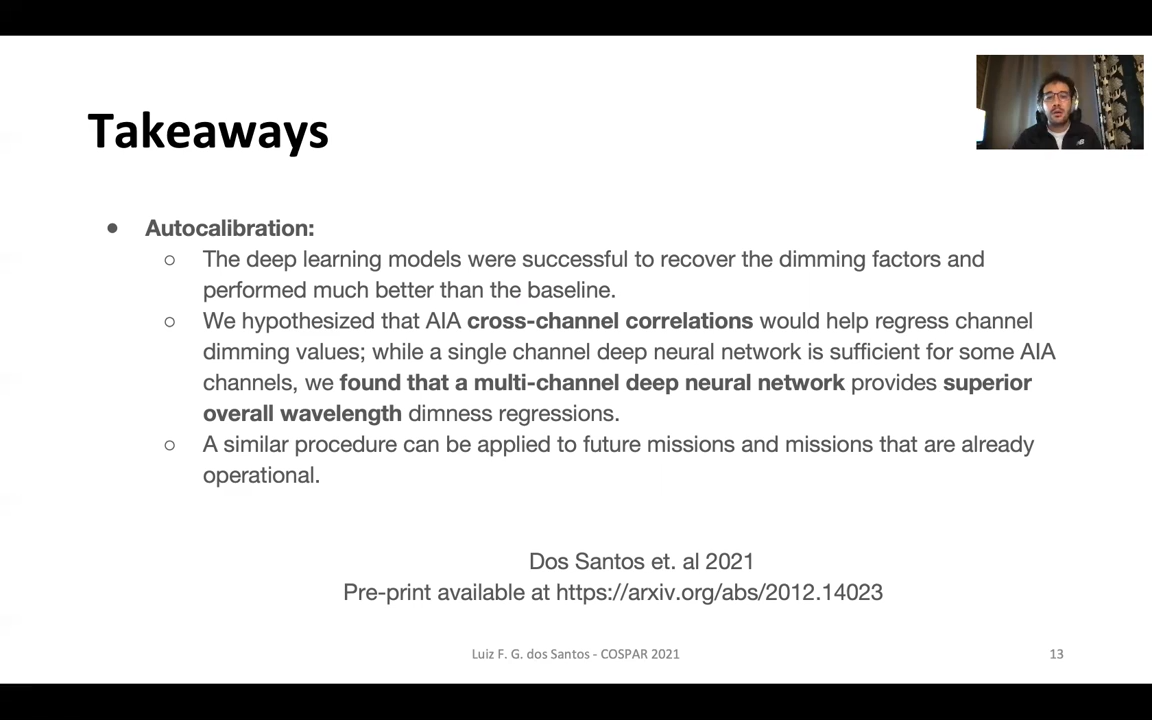 Takeaways
● Autocalibration:
○ The deep learning models were successful to recover the dimming factors and
performed much better than the baseline.
○ We hypothesized that AIA cross-channel correlations would help regress channel
dimming values; while a single channel deep neural network is sufficient for some AIA
channels, we found that a multi-channel deep neural network provides superior
overall wavelength dimness regressions.
○ A similar procedure can be applied to future missions and missions that are already
operational.
Dos Santos et. al 2021
Pre-print available at https://arxiv.org/abs/2012.14023
Luiz F. G. dos Santos - COSPAR 2021
13